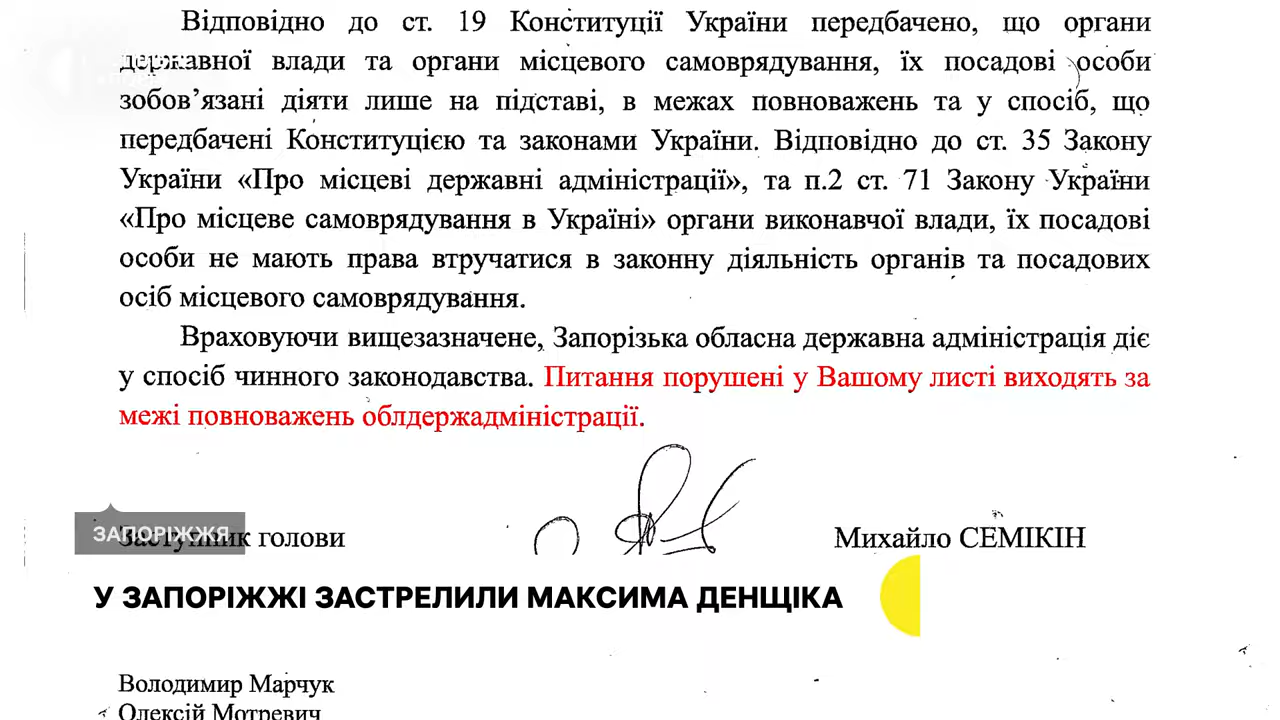 Відповідно до ст. 19 Конституції України передбачено, що органи
державної влади та органи місцевого самоврядування, їх посадові особи
зобов’язані діяти лише на підставі, в межах повноважень та у спосіб, що
передбачені Конституцією та законами України. Відповідно до ст. 35 Закону
України «Про місцеві державні адміністрації», та п.2 ст. 71 Закону України
«Про місцеве самоврядування в Україні» органи виконавчої влади, їх посадові
особи не мають права втручатися в законну діяльність органів та посадових
осіб місцевого самоврядування.
Враховуючи вищезазначене, Запорізька обласна державна адміністрація діє
у спосіб чинного законодавства. Питання порушені у Вашому листі виходять за
межі повноважень облдержадміністрації.
ЗАПОРІЖЖЯ
Заступник голови Михайло СЕМІКІН
У ЗАПОРІЖЖІ ЗАСТРЕЛИЛИ МАКСИМА ДЕНЩІКА
Володимир Марчук
Олексій Мотревич